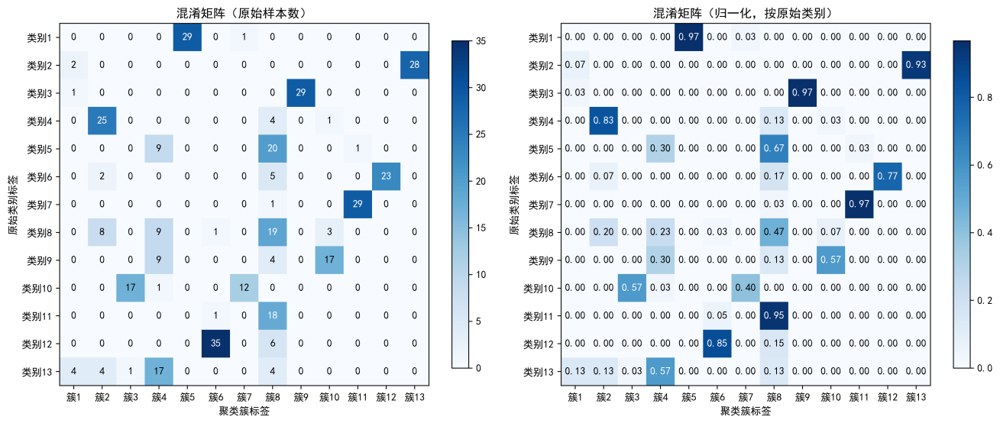 混淆矩阵（原始样本数）
类别1 0 0 0 0 29 0 1 0 0 0 0 0 0
类别2 2 0 0 0 0 0 0 0 0 0 0 0 28
类别3 1 0 0 0 0 0 0 0 29 0 0 0 0
类别4 0 25 0 0 0 0 0 4 0 1 0 0 0
类别5 0 0 0 9 0 0 0 20 0 0 1 0 0
类别6 0 2 0 0 0 0 0 5 0 0 0 23 0
类别7 0 0 0 0 0 0 0 1 0 0 29 0 0
类别8 0 8 0 9 0 1 0 19 0 3 0 0 0
类别9 0 0 0 9 0 0 0 4 0 17 0 0 0
类别10 0 0 17 1 0 0 12 0 0 0 0 0 0
类别11 0 0 0 0 0 1 0 18 0 0 0 0 0
类别12 0 0 0 0 0 35 0 6 0 0 0 0 0
类别13 4 4 1 17 0 0 0 4 0 0 0 0 0
簇1 簇2 簇3 簇4 簇5 簇6 簇7 簇8 簇9 簇10 簇11 簇12 簇13
聚类簇标签
原始类别标签
35
30
25
20
15
10
5
0
混淆矩阵（归一化，按原始类别）
类别1 0.00 0.00 0.00 0.00 0.97 0.00 0.03 0.00 0.00 0.00 0.00 0.00 0.00
类别2 0.07 0.00 0.00 0.00 0.00 0.00 0.00 0.00 0.00 0.00 0.00 0.00 0.93
类别3 0.03 0.00 0.00 0.00 0.00 0.00 0.00 0.00 0.97 0.00 0.00 0.00 0.00
类别4 0.00 0.83 0.00 0.00 0.00 0.00 0.00 0.13 0.00 0.03 0.00 0.00 0.00
类别5 0.00 0.00 0.00 0.30 0.00 0.00 0.00 0.67 0.00 0.00 0.03 0.00 0.00
类别6 0.00 0.07 0.00 0.00 0.00 0.00 0.00 0.17 0.00 0.00 0.00 0.77 0.00
类别7 0.00 0.00 0.00 0.00 0.00 0.00 0.00 0.03 0.00 0.00 0.97 0.00 0.00
类别8 0.00 0.20 0.00 0.23 0.00 0.03 0.00 0.47 0.00 0.07 0.00 0.00 0.00
类别9 0.00 0.00 0.00 0.30 0.00 0.00 0.00 0.13 0.00 0.57 0.00 0.00 0.00
类别10 0.00 0.00 0.57 0.03 0.00 0.00 0.40 0.00 0.00 0.00 0.00 0.00 0.00
类别11 0.00 0.00 0.00 0.00 0.00 0.05 0.00 0.95 0.00 0.00 0.00 0.00 0.00
类别12 0.00 0.00 0.00 0.00 0.00 0.85 0.00 0.15 0.00 0.00 0.00 0.00 0.00
类别13 0.13 0.13 0.03 0.57 0.00 0.00 0.00 0.13 0.00 0.00 0.00 0.00 0.00
簇1 簇2 簇3 簇4 簇5 簇6 簇7 簇8 簇9 簇10 簇11 簇12 簇13
聚类簇标签
原始类别标签
0.8
0.6
0.4
0.2
0.0